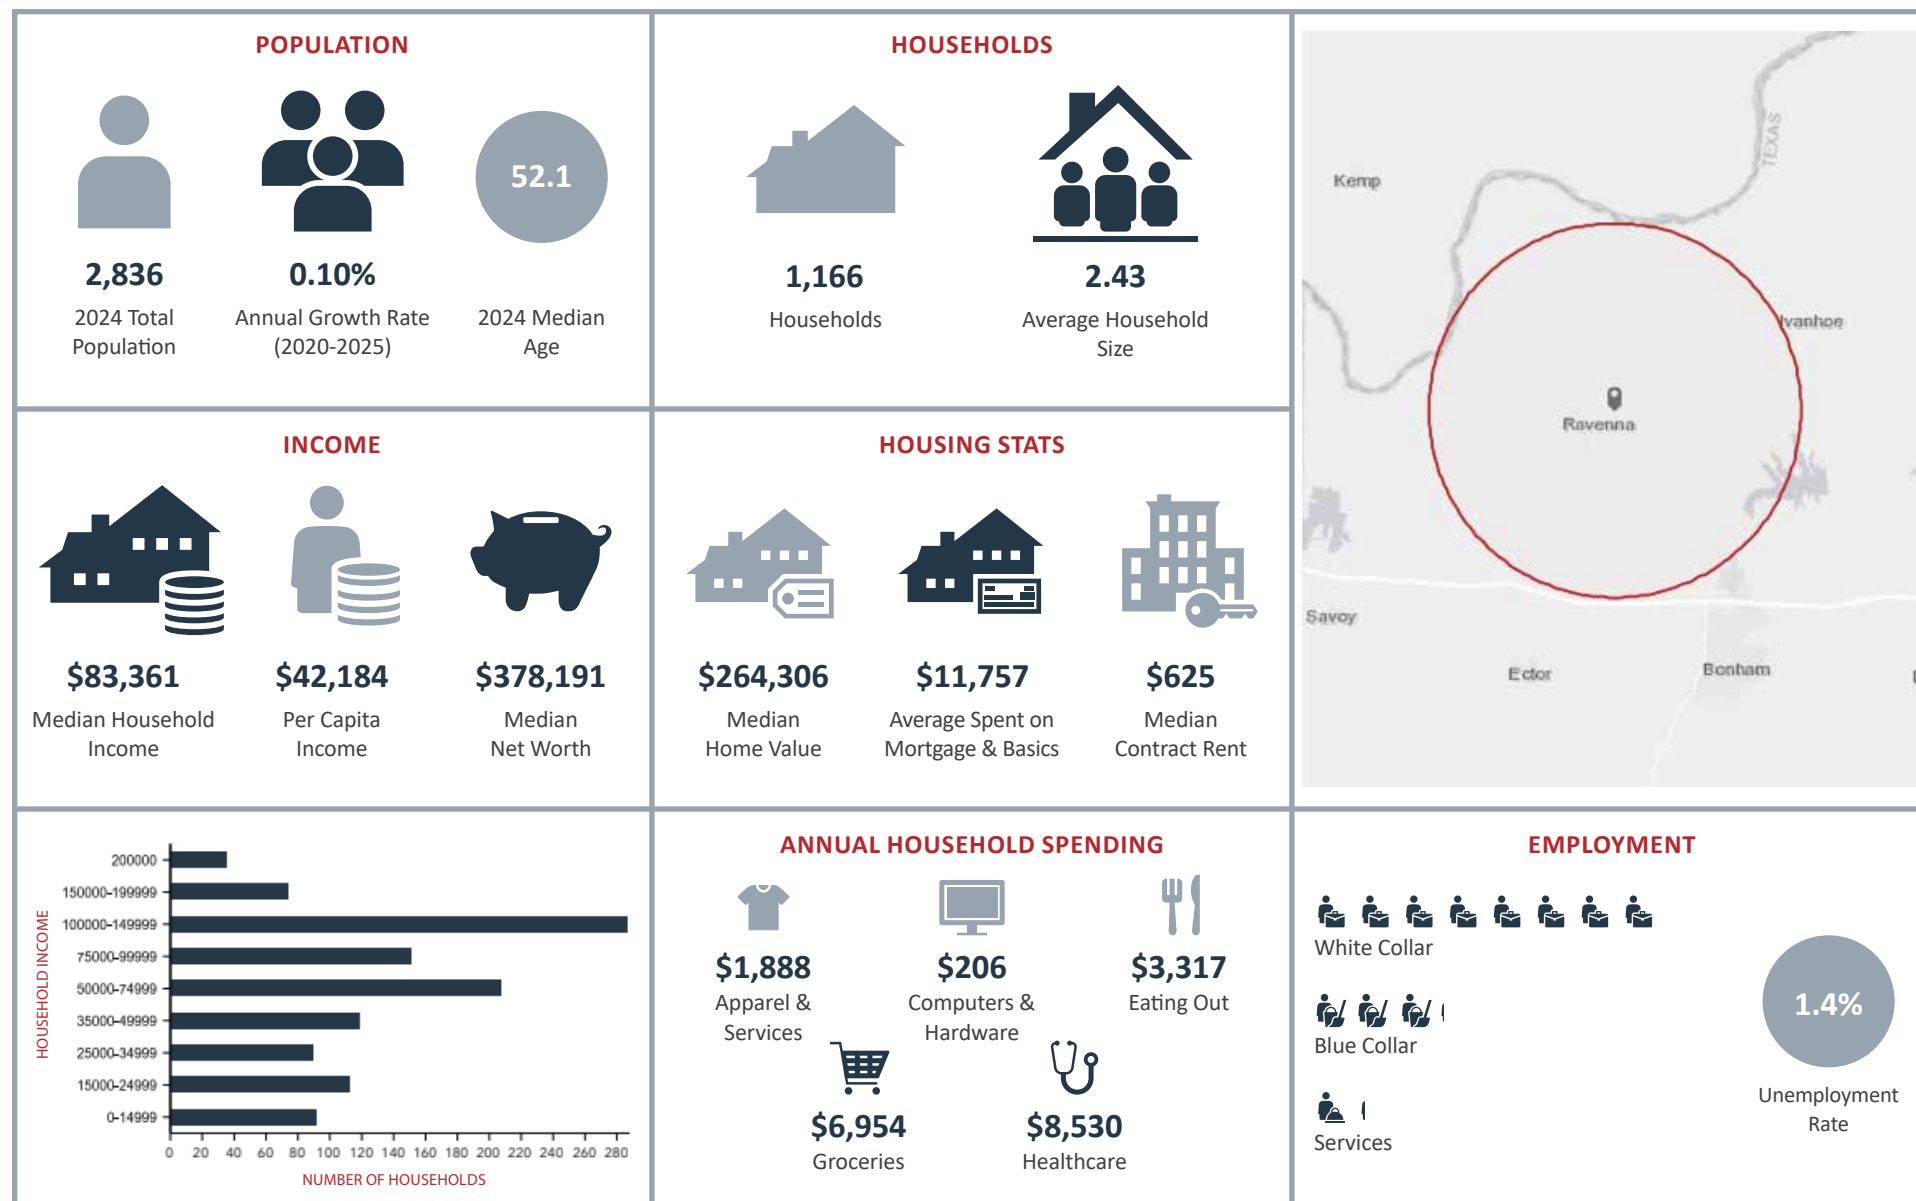 POPULATION
52.1
2,836
2024 Total
Population
0.10%
Annual Growth Rate
(2020-2025)
2024 Median
Age
HOUSEHOLDS
1,166
Households
2.43
Average Household
Size
TEXAS
Kemp
Ivanhoe
Ravenna
Savoy
Ector
Bonham
INCOME
$83,361
Median Household
Income
$42,184
Per Capita
Income
$378,191
Median
Net Worth
HOUSING STATS
$264,306
Median
Home Value
$11,757
Average Spent on
Mortgage & Basics
$625
Median
Contract Rent
HOUSEHOLD INCOME
200000
150000-199999
100000-149999
75000-99999
50000-74999
35000-49999
25000-34999
15000-24999
0-14999
0 20 40 60 80 100 120 140 160 180 200 220 240 260 280
NUMBER OF HOUSEHOLDS
ANNUAL HOUSEHOLD SPENDING
$1,888
Apparel &
Services
$206
Computers &
Hardware
$3,317
Eating Out
$6,954
Groceries
$8,530
Healthcare
EMPLOYMENT
White Collar
Blue Collar
Services
1.4%
Unemployment
Rate